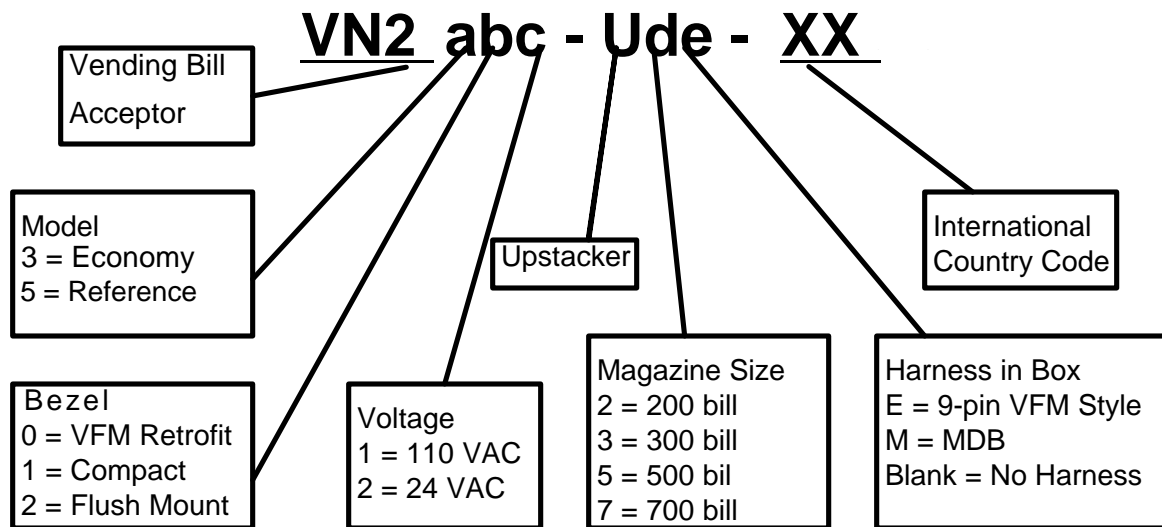 VN2 abc - Ude - XX
Vending Bill
Acceptor
Model
3 = Economy
5 = Reference
Upstacker
International
Country Code
Bezel
0 = VFM Retrofit
1 = Compact
2 = Flush Mount
Voltage
1 = 110 VAC
2 = 24 VAC
Magazine Size
2 = 200 bill
3 = 300 bill
5 = 500 bil
7 = 700 bill
Harness in Box
E = 9-pin VFM Style
M = MDB
Blank = No Harness